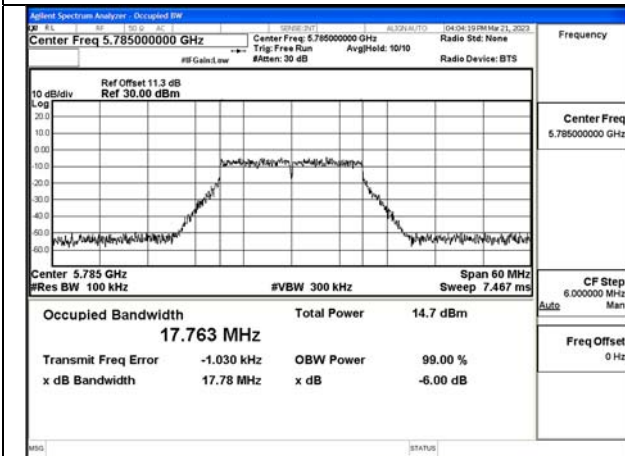 Agilent Spectrum Analyzer - Occupied BW
RL RF 50 Ω AC SENSE:INT ALIGN AUTO 04:04:19 PM Mar 21, 2023
Center Freq 5.785000000 GHz
Center Freq: 5.785000000 GHz
Radio Std: None
Trig: Free Run Avg|Hold: 10/10
#IFGain:Low #Atten: 30 dB Radio Device: BTS
Frequency
Ref Offset 11.3 dB
10 dB/div Ref 30.00 dBm
Log
20.0
10.0
0.00
-10.0
-20.0
-30.0
-40.0
-50.0
-60.0
Center Freq
5.785000000 GHz
Center 5.785 GHz Span 60 MHz
#Res BW 100 kHz #VBW 300 kHz Sweep 7.467 ms
CF Step
6.000000 MHz
Auto Man
Occupied Bandwidth Total Power 14.7 dBm
17.763 MHz
Transmit Freq Error -1.030 kHz OBW Power 99.00 %
x dB Bandwidth 17.78 MHz x dB -6.00 dB
Freq Offset
0 Hz
MSG STATUS